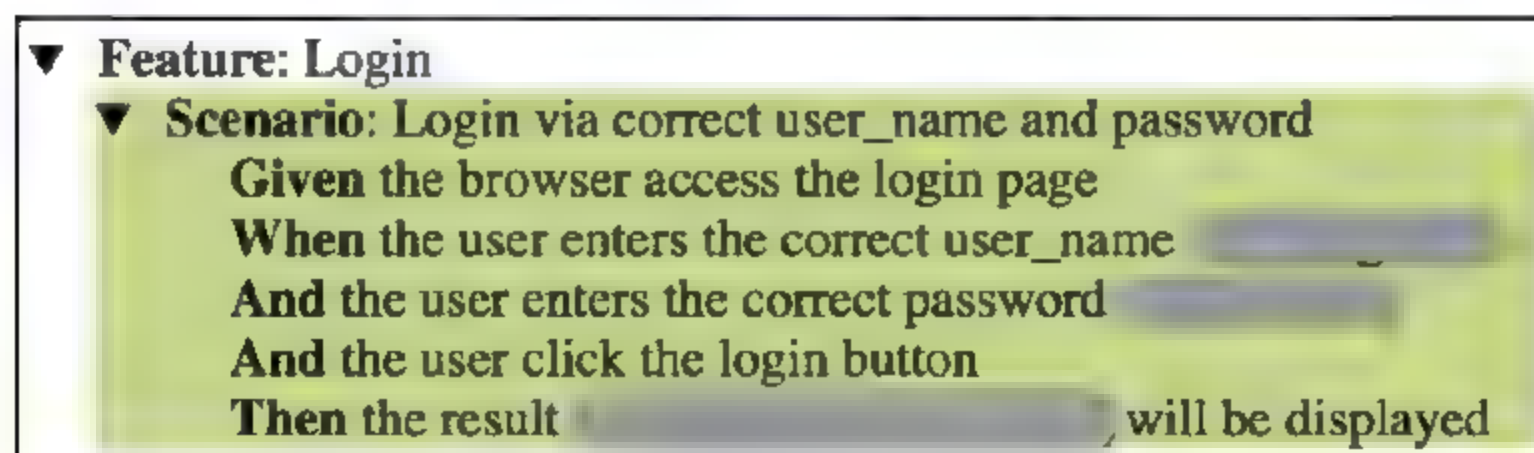 Feature: Login
Scenario: Login via correct user_name and password
Given the browser access the login page
When the user enters the correct user_name
And the user enters the correct password
And the user click the login button
Then the result will be displayed